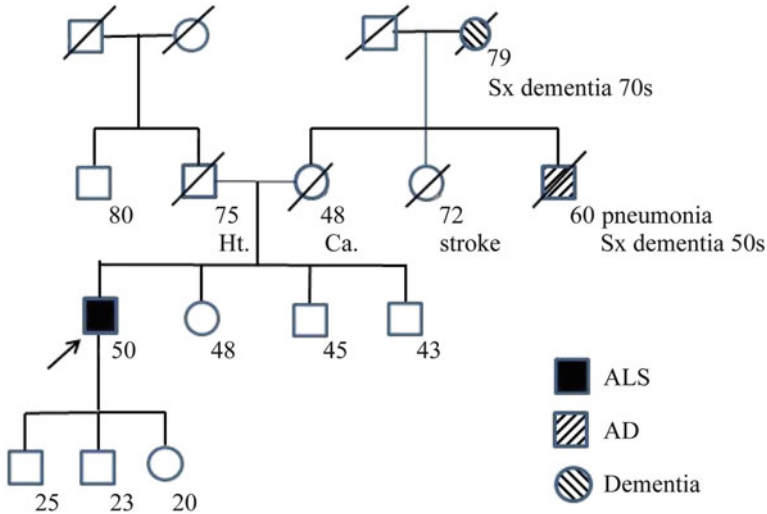 79
Sx dementia 70s
80
75
48
72
60 pneumonia
Ht.
Ca.
stroke
Sx dementia 50s
50
48
45
43
ALS
AD
Dementia
25
23
20